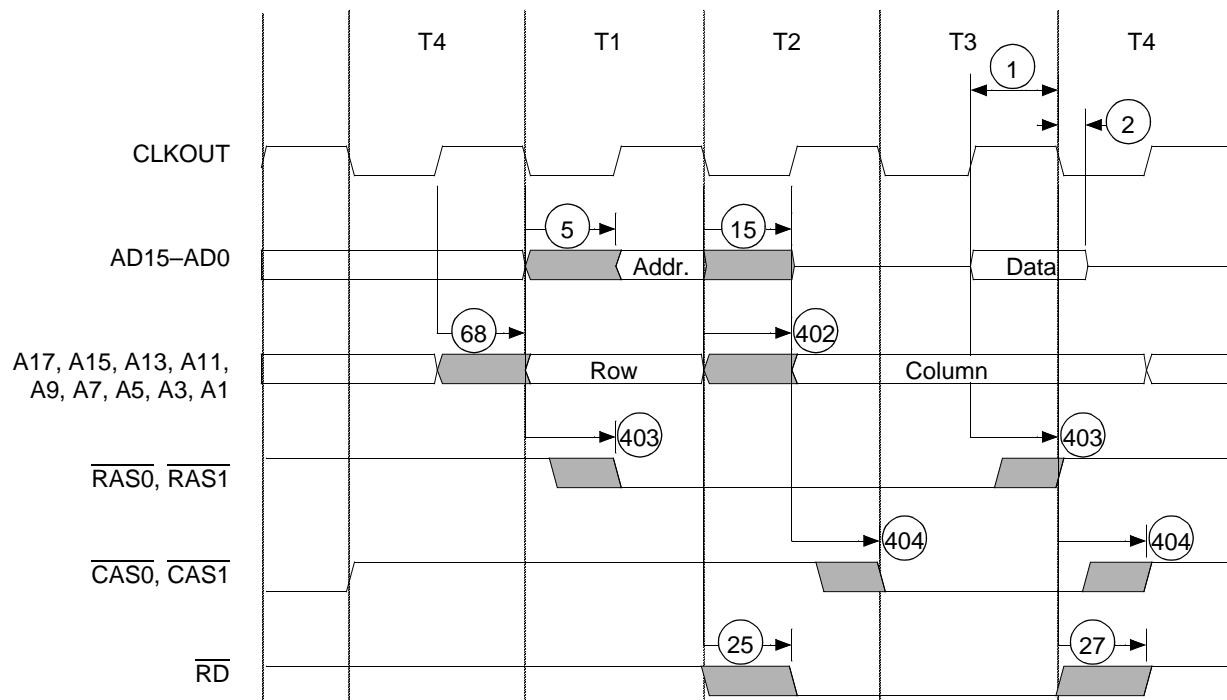 T4 T1 T2 T3 T4
1
2
CLKOUT
5 15
AD15–AD0 Addr. Data
68 402
A17, A15, A13, A11,
A9, A7, A5, A3, A1
Row Column
403 403
RAS0, RAS1
404 404
CAS0, CAS1
25 27
RD